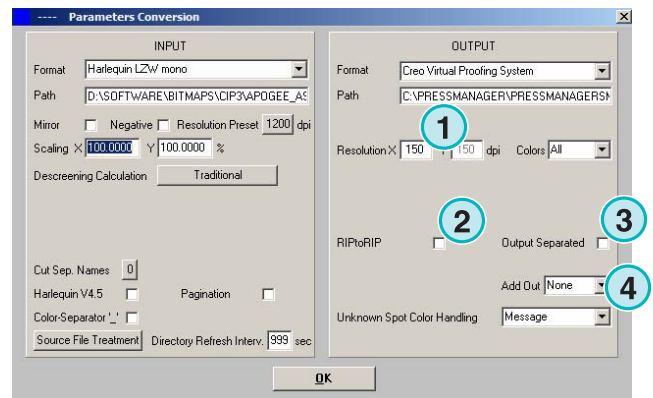 ---- Parameters Conversion
INPUT
Format Harlequin LZW mono
Path D:\SOFTWARE\BITMAPS\CIP3\APOGEE_AS
Mirror Negative Resolution Preset 1200 dpi
Scaling X 100.0000 Y 100.0000 %
Descreening Calculation Traditional
Cut Sep. Names 0
Harlequin V4.5 Pagination
Color-Separator '_'
Source File Treatment Directory Refresh Interv. 999 sec
OUTPUT
Format Creo Virtual Proofing System
Path C:\PRESSMANAGER\PRESSMANAGERSM
1
Resolution X 150 150 dpi Colors All
2
3
RIPtoRIP Output Separated
Add Out None 4
Unknown Spot Color Handling Message
OK